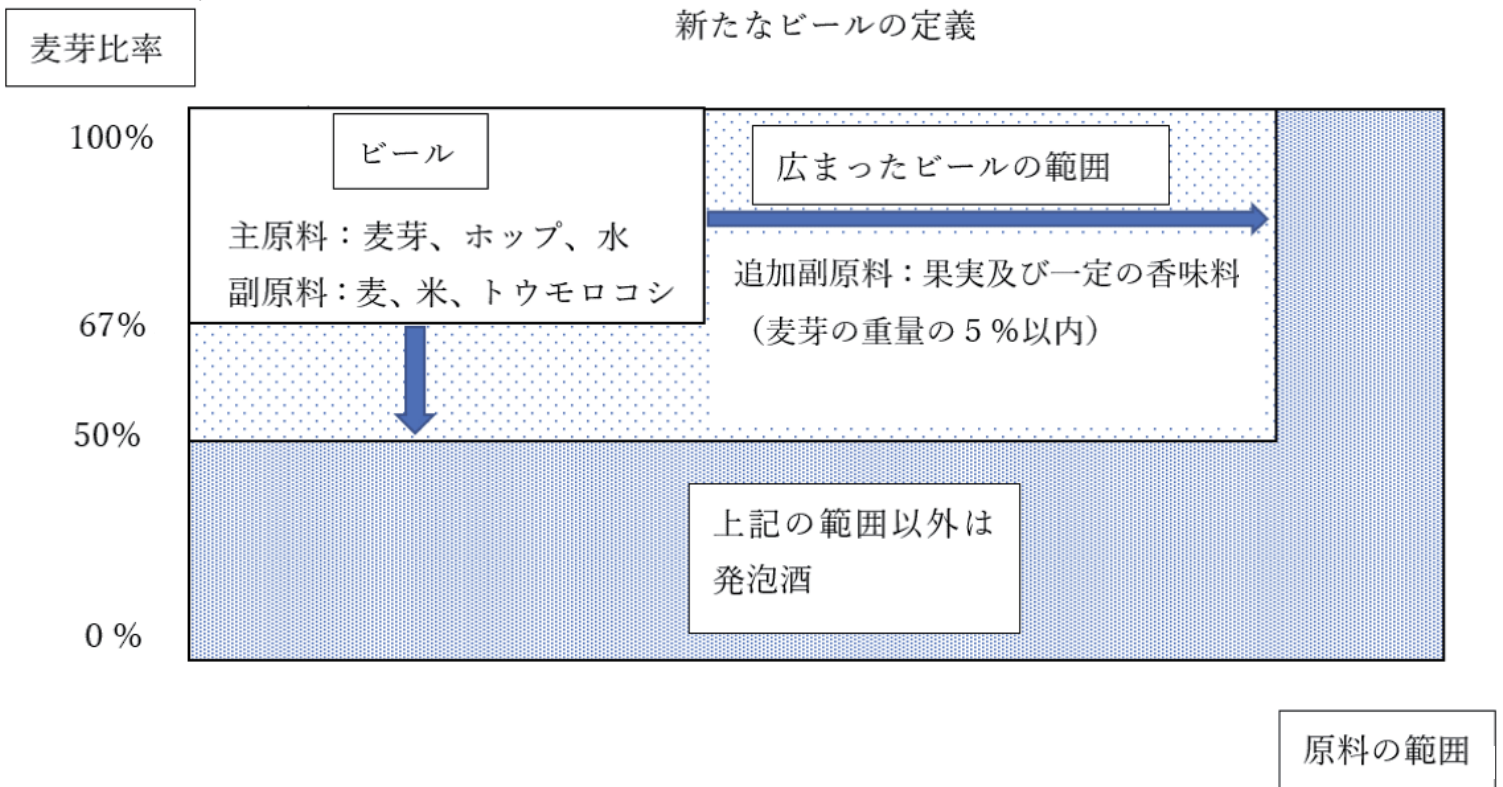 新たなビールの定義
麦芽比率
100%
ビール
主原料：麦芽、ホップ、水
副原料：麦、米、トウモロコシ
広まったビールの範囲
追加副原料：果実及び一定の香味料
（麦芽の重量の５%以内）
67%
50%
上記の範囲以外は
発泡酒
0 %
原料の範囲